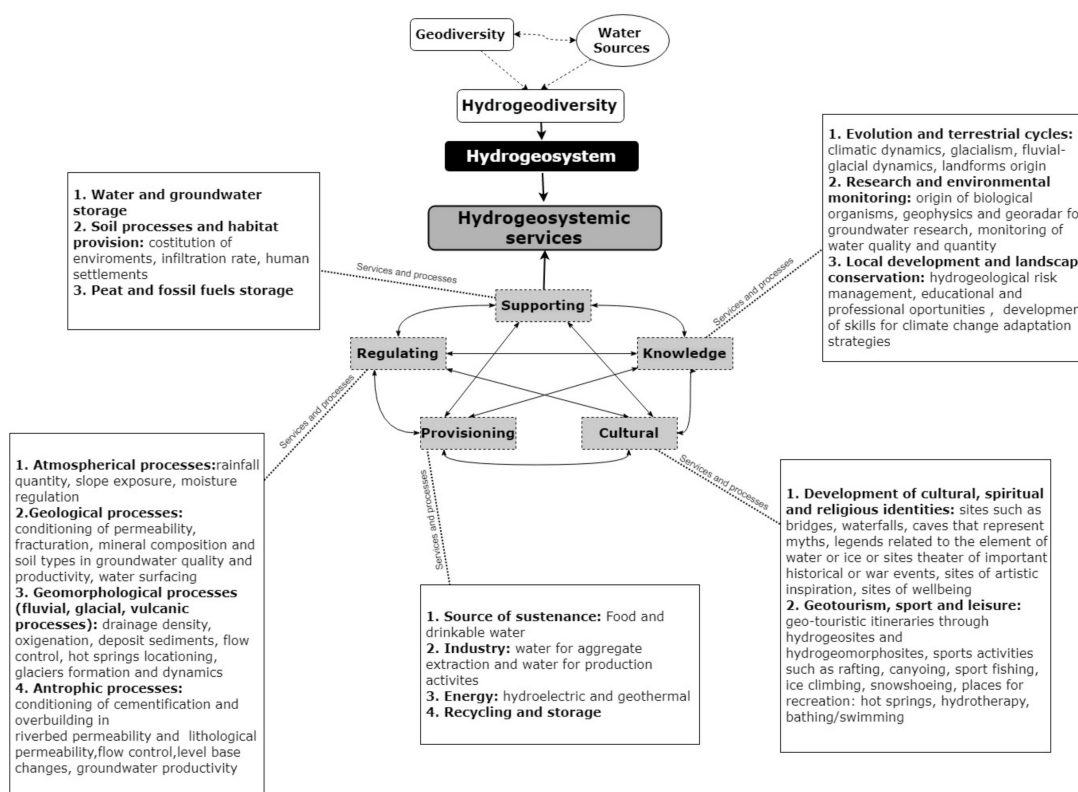 Geodiversity
Water
Sources
Hydrogeodiversity
Hydrogeosystem
Hydrogeosystemic
services
1. Water and groundwater
storage
2. Soil processes and habitat
provision: costitution of
enviroments, infiltration rate, human
settlements
3. Peat and fossil fuels storage
Services and processes
Supporting
Regulating
Knowledge
Provisioning
Cultural
Services and processes
1. Evolution and terrestrial cycles:
climatic dynamics, glacialism, fluvial-
glacial dynamics, landforms origin
2. Research and environmental
monitoring: origin of biological
organisms, geophysics and georadar fo
groundwater research, monitoring of
water quality and quantity
3. Local development and landscap
conservation: hydrogeological risk
management, educational and
professional oportunities , developmen
of skills for climate change adaptation
strategies
Services and processes
1. Atmospherical processes:rainfall
quantity, slope exposure, moisture
regulation
2.Geological processes:
conditioning of permeability,
fracturation, mineral composition and
soil types in groundwater quality and
productivity, water surfacing
3. Geomorphological processes
(fluvial, glacial, vulcanic
processes): drainage density,
oxigenation, deposit sediments, flow
control, hot springs locationing,
glaciers formation and dynamics
4. Antrophic processes:
conditioning of cementification and
overbuilding in
riverbed permeability and lithological
permeability,flow control,level base
changes, groundwater productivity
Services and processes
1. Source of sustenance: Food and
drinkable water
2. Industry: water for aggregate
extraction and water for production
activites
3. Energy: hydroelectric and geothermal
4. Recycling and storage
Services and processes
1. Development of cultural, spiritual
and religious identities: sites such as
bridges, waterfalls, caves that represent
myths, legends related to the element of
water or ice or sites theater of important
historical or war events, sites of artistic
inspiration, sites of wellbeing
2. Geotourism, sport and leisure:
geo-touristic itineraries through
hydrogeosites and
hydrogeomorphosites, sports activities
such as rafting, canyoing, sport fishing,
ice climbing, snowshoeing, places for
recreation: hot springs, hydrotherapy,
bathing/swimming